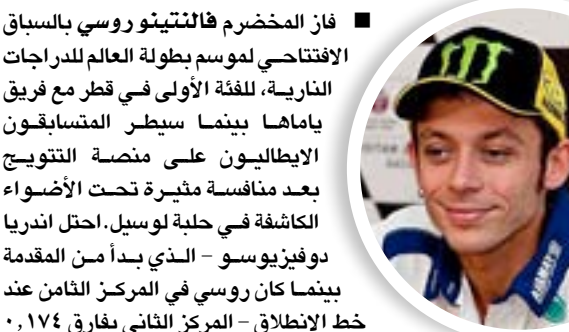 ■ فاز المخضرم فالنتينو روسي بالسباق
الافتتاحي لموسم بطولة العالم للدراجات
النارية، للفئة الأولى في قطر مع فريق
ياماها بينما سيطر المتسابقون
الايطاليون على منصة التتويج
بعد منافسة مثيرة تحت الأضواء
الكاشفة في حلبة لوسيل. احتل اندريا
دوفيزيوسو – الذي بدأ من المقدمة
بينما كان روسي في المركز الثامن عند
خط الانطلاق – المركز الثاني بفارق ٠,١٧٤